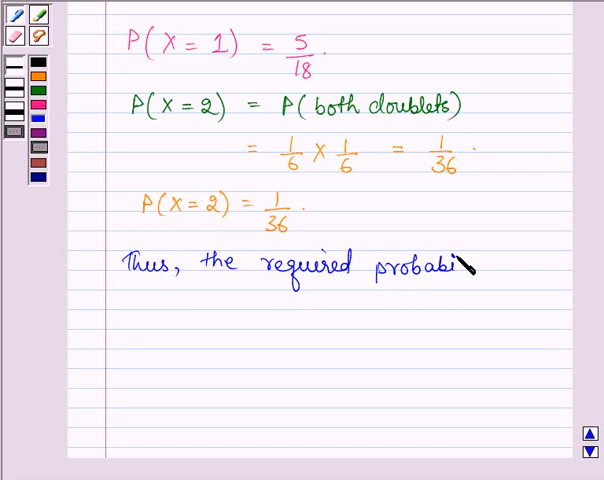 P(X=1) = 5/18.
P(X=2) = P(both doublets)
= 1/6 X 1/6 = 1/36.
P(X=2) = 1/36.
Thus, the required probabi